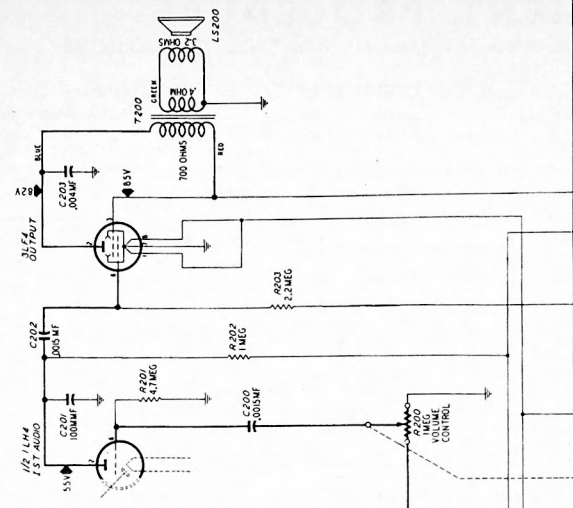 LS200
3.2 OHMS
GREEN
.4 OHM
T200
BLUE
700 OHMS
RED
82V
C203
.004MF
85V
3LF4
OUTPUT
C202
.0015MF
R203
2.2MEG
R202
1MEG
R201
4.7MEG
C201
100MMF
1/2 1LH4
1ST AUDIO
55V
C200
.0015MF
R200
1MEG
VOLUME
CONTROL